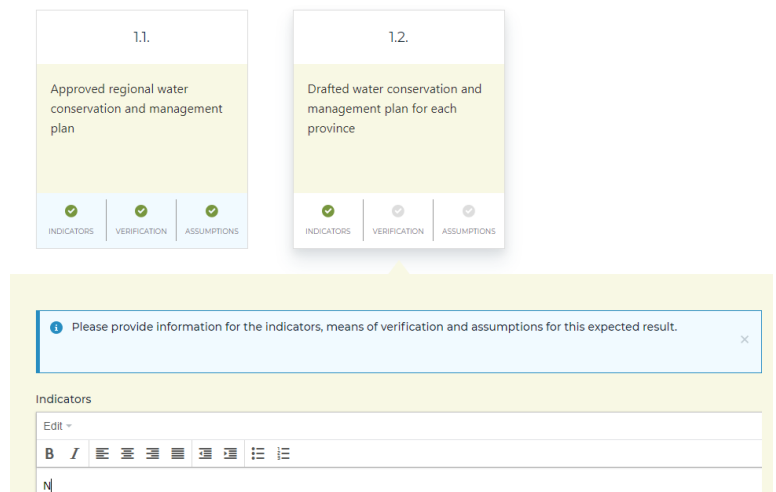 1.1.
Approved regional water
conservation and management
plan
INDICATORS VERIFICATION ASSUMPTIONS
1.2.
Drafted water conservation and
management plan for each
province
INDICATORS VERIFICATION ASSUMPTIONS
Please provide information for the indicators, means of verification and assumptions for this expected result.
Indicators
Edit
B I
N